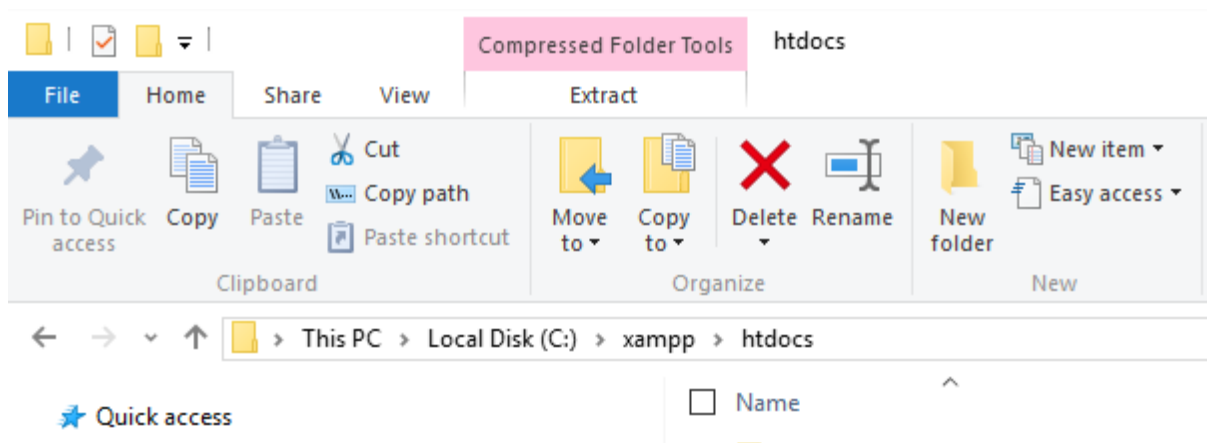 Compressed Folder Tools htdocs
File Home Share View Extract
Pin to Quick access
Copy
Paste
Cut
Copy path
Paste shortcut
Clipboard
Move to
Copy to
Delete
Rename
Organize
New folder
New item
Easy access
New
This PC > Local Disk (C:) > xampp > htdocs
Quick access
Name